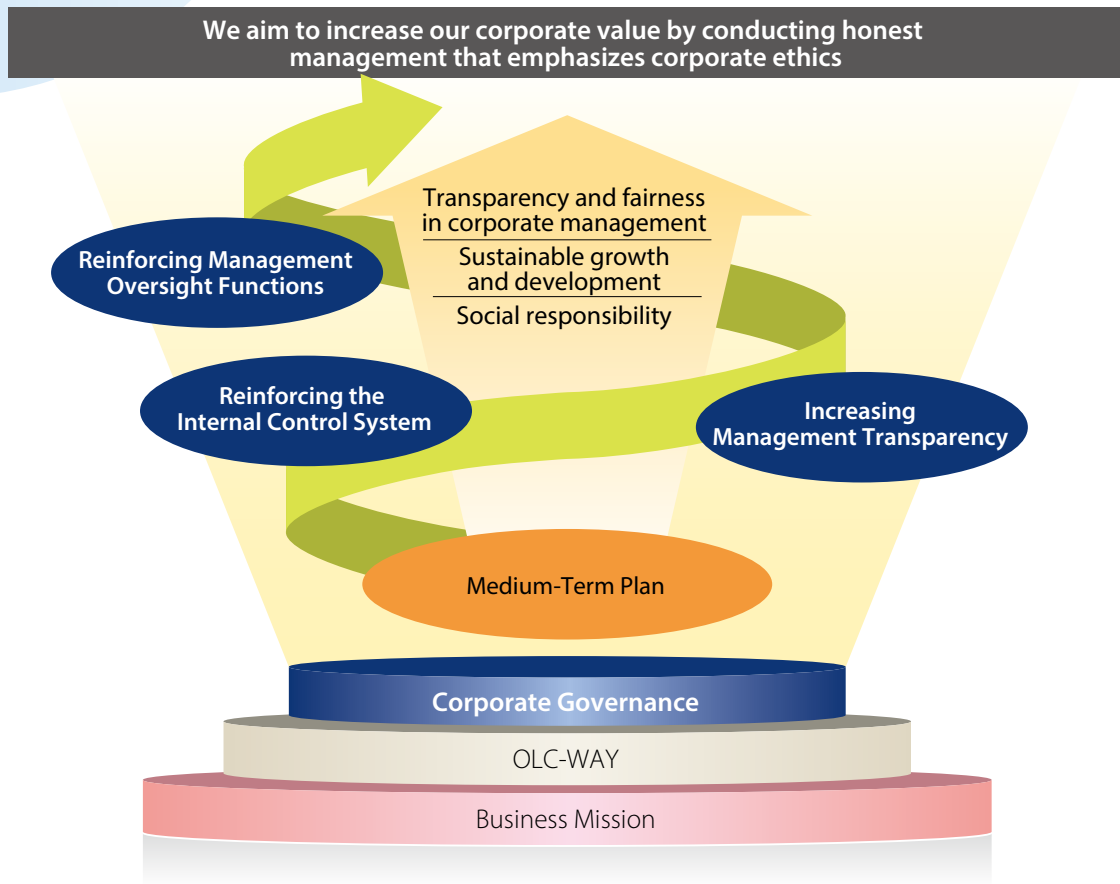 We aim to increase our corporate value by conducting honest
management that emphasizes corporate ethics
Transparency and fairness
in corporate management
Sustainable growth
and development
Social responsibility
Reinforcing Management
Oversight Functions
Reinforcing the
Internal Control System
Increasing
Management Transparency
Medium-Term Plan
Corporate Governance
OLC-WAY
Business Mission